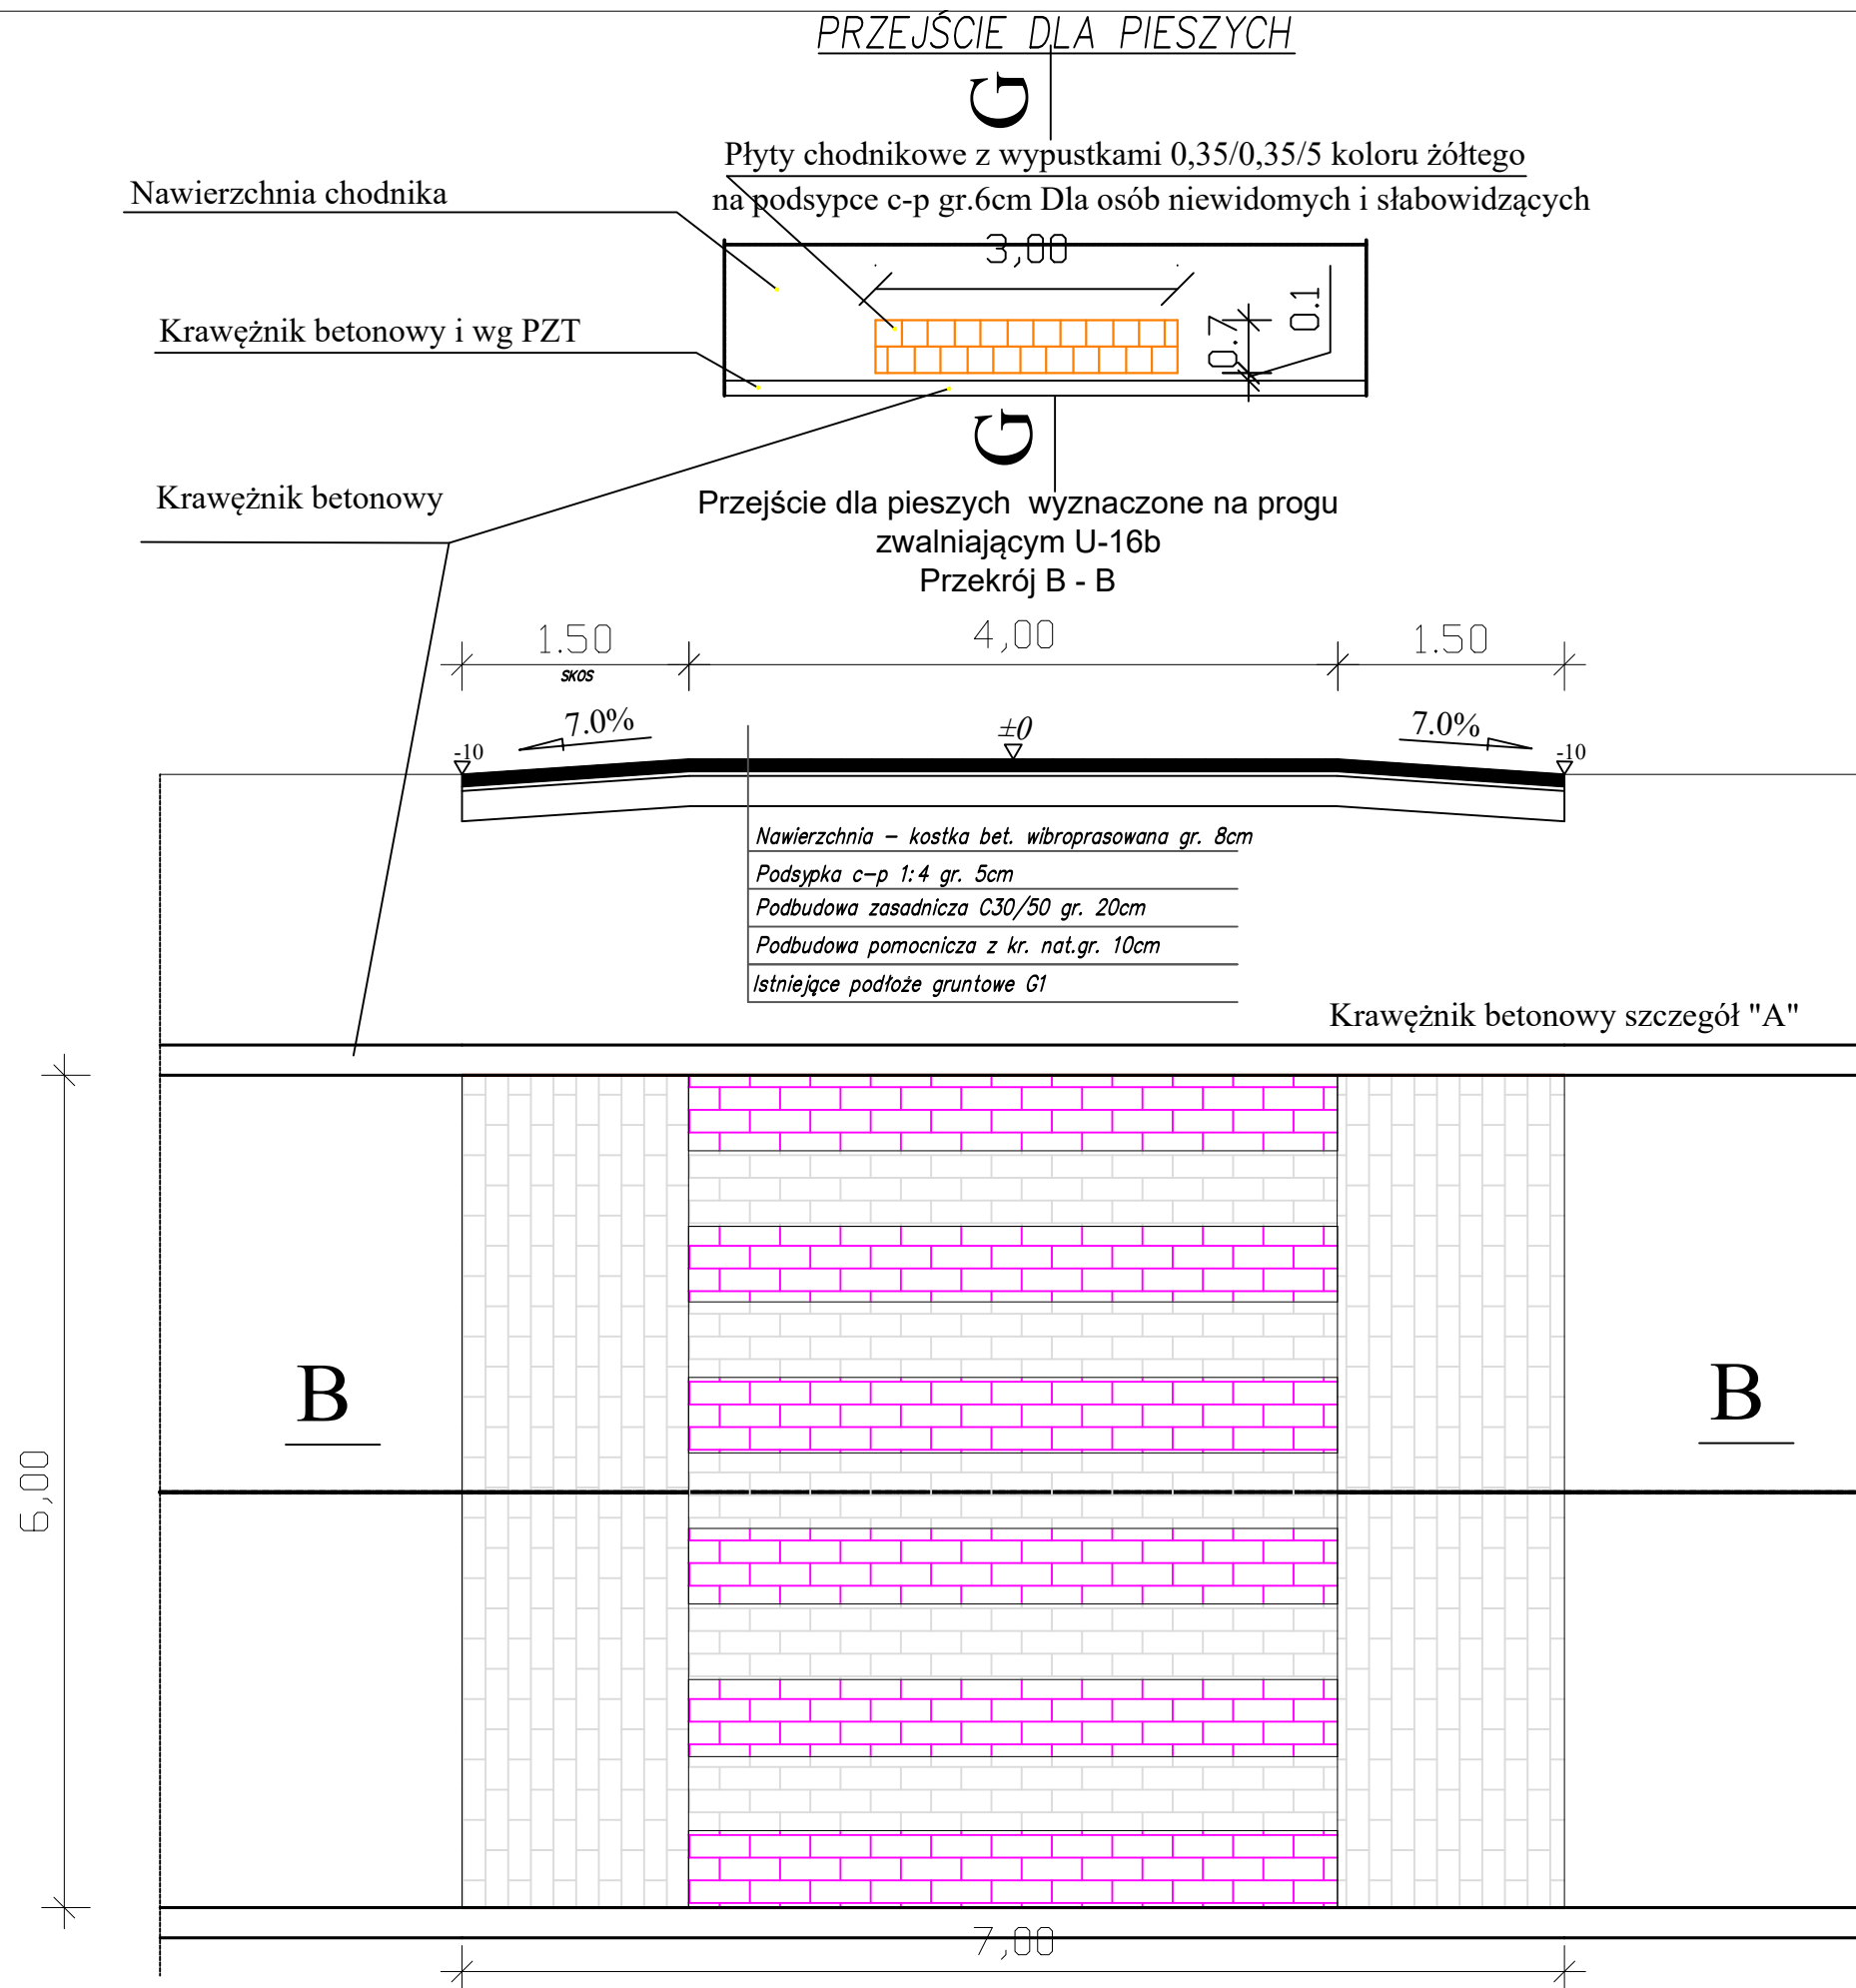 PRZEJŚCIE DLA PIESZYCH
G
Płyty chodnikowe z wypustkami 0,35/0,35/5 koloru żółtego
na podsypce c-p gr.6cm Dla osób niewidomych i słabowidzących
Nawierzchnia chodnika
3,00
0.7
0.1
Krawężnik betonowy i wg PZT
G
Krawężnik betonowy
Przejście dla pieszych wyznaczone na progu
zwalniającym U-16b
Przekrój B - B
1.50
SKOS
4,00
1.50
7.0%
±0
7.0%
-10
-10
Nawierzchnia – kostka bet. wibroprasowana gr. 8cm
Podsypka c–p 1:4 gr. 5cm
Podbudowa zasadnicza C30/50 gr. 20cm
Podbudowa pomocnicza z kr. nat.gr. 10cm
Istniejące podłoże gruntowe G1
Krawężnik betonowy szczegół "A"
B
B
6,00
7,00